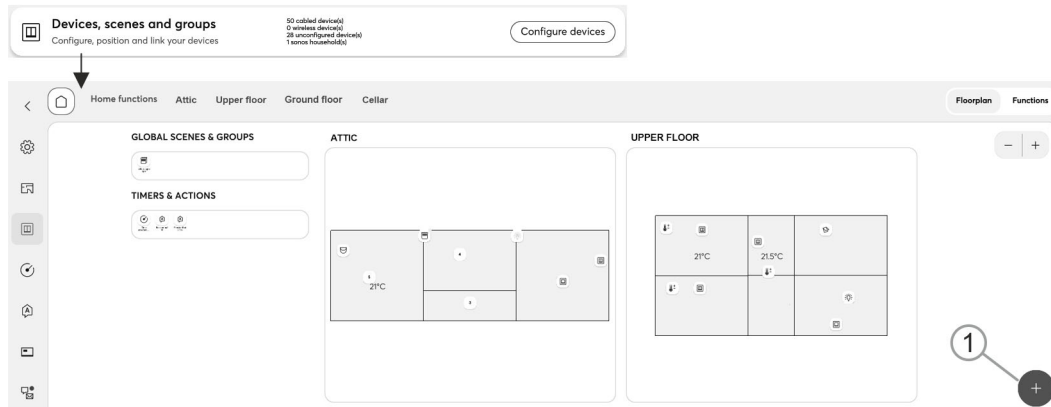 Devices, scenes and groups
Configure, position and link your devices
50 cabled device(s)
0 wireless device(s)
28 unconfigured device(s)
1 sonos household(s)
Configure devices
Home functions Attic Upper floor Ground floor Cellar
Floorplan Functions
GLOBAL SCENES & GROUPS
TIMERS & ACTIONS
ATTIC
21°C
UPPER FLOOR
21°C
21.5°C
1